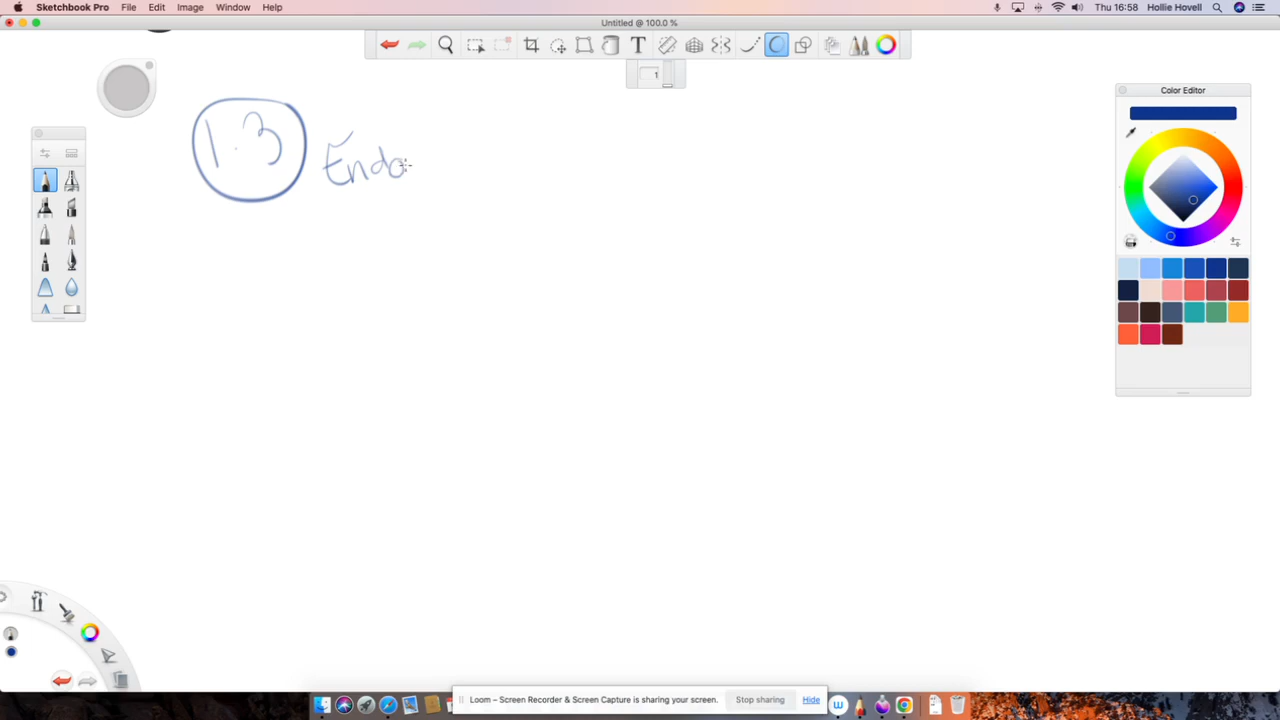 Sketchbook Pro File Edit Image Window Help Thu 16:58 Hollie Hovell
Untitled @ 100.0 %
T
1
Color Editor
1.3 Endo
Loom – Screen Recorder & Screen Capture is sharing your screen. Stop sharing Hide